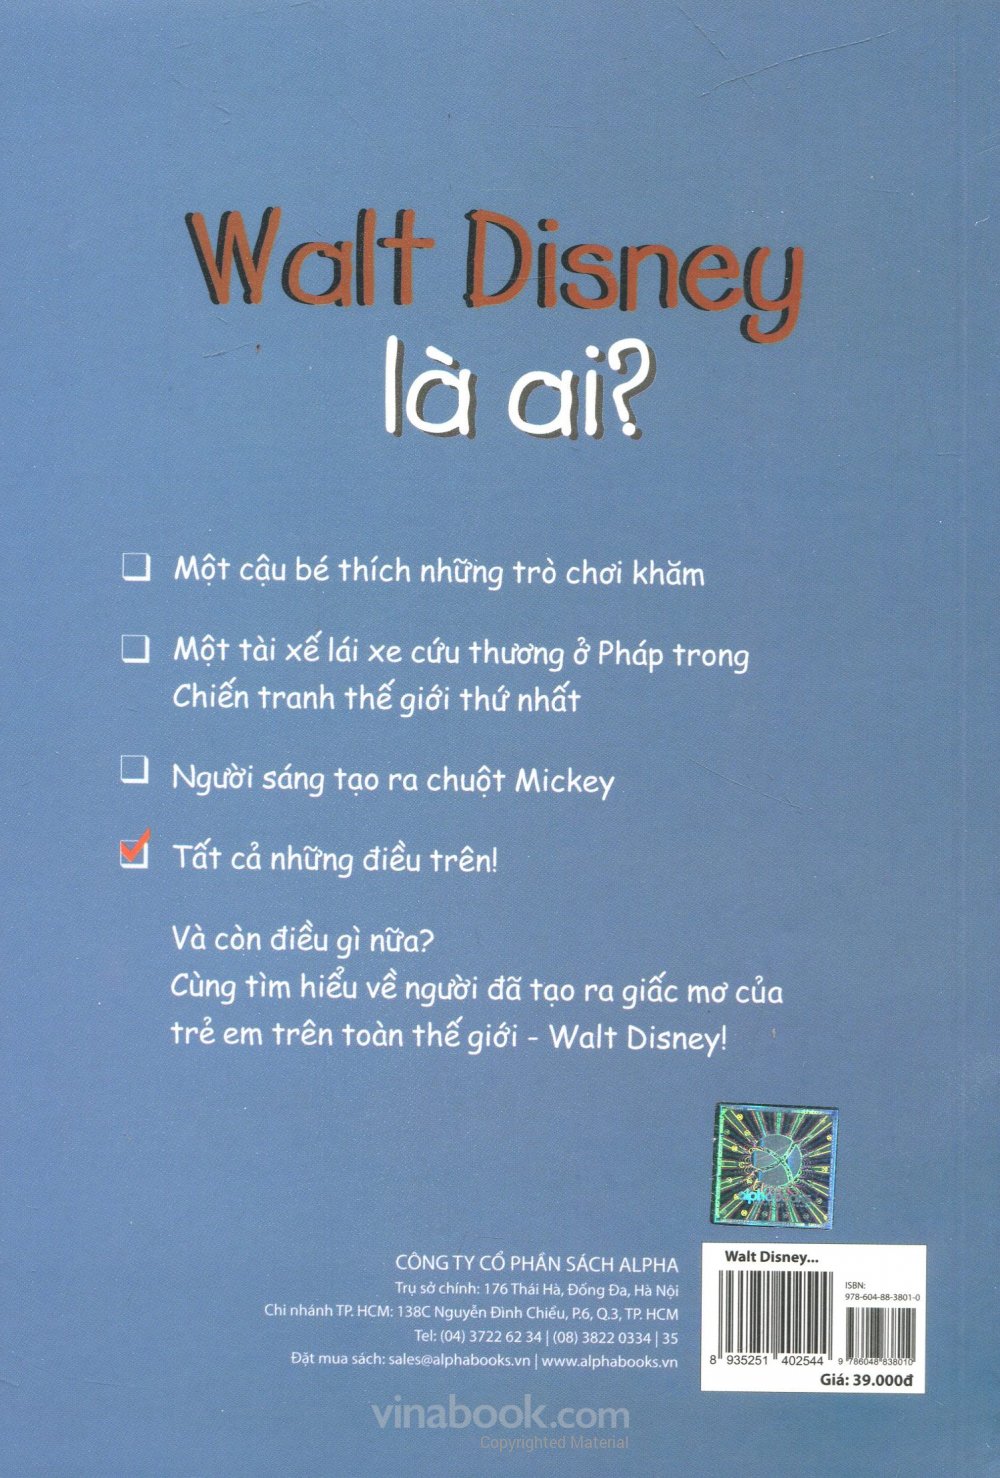 Walt Disney
là ai?
Một cậu bé thích những trò chơi khăm
Một tài xế lái xe cứu thương ở Pháp trong
Chiến tranh thế giới thứ nhất
Người sáng tạo ra chuột Mickey
Tất cả những điều trên!
Và còn điều gì nữa?
Cùng tìm hiểu về người đã tạo ra giấc mơ của
trẻ em trên toàn thế giới - Walt Disney!
CÔNG TY CỔ PHẦN SÁCH ALPHA
Trụ sở chính: 176 Thái Hà, Đống Đa, Hà Nội
Chi nhánh TP. HCM: 138C Nguyễn Đình Chiểu, P.6, Q.3, TP. HCM
Tel: (04) 3722 62 34 | (08) 3822 0334 | 35
Đặt mua sách: sales@alphabooks.vn | www.alphabooks.vn
Walt Disney...
ISBN:
978-604-88-3801-0
8 935251 402544
9 786048 838010
Giá: 39.000đ
vinabook.com
Copyrighted Material